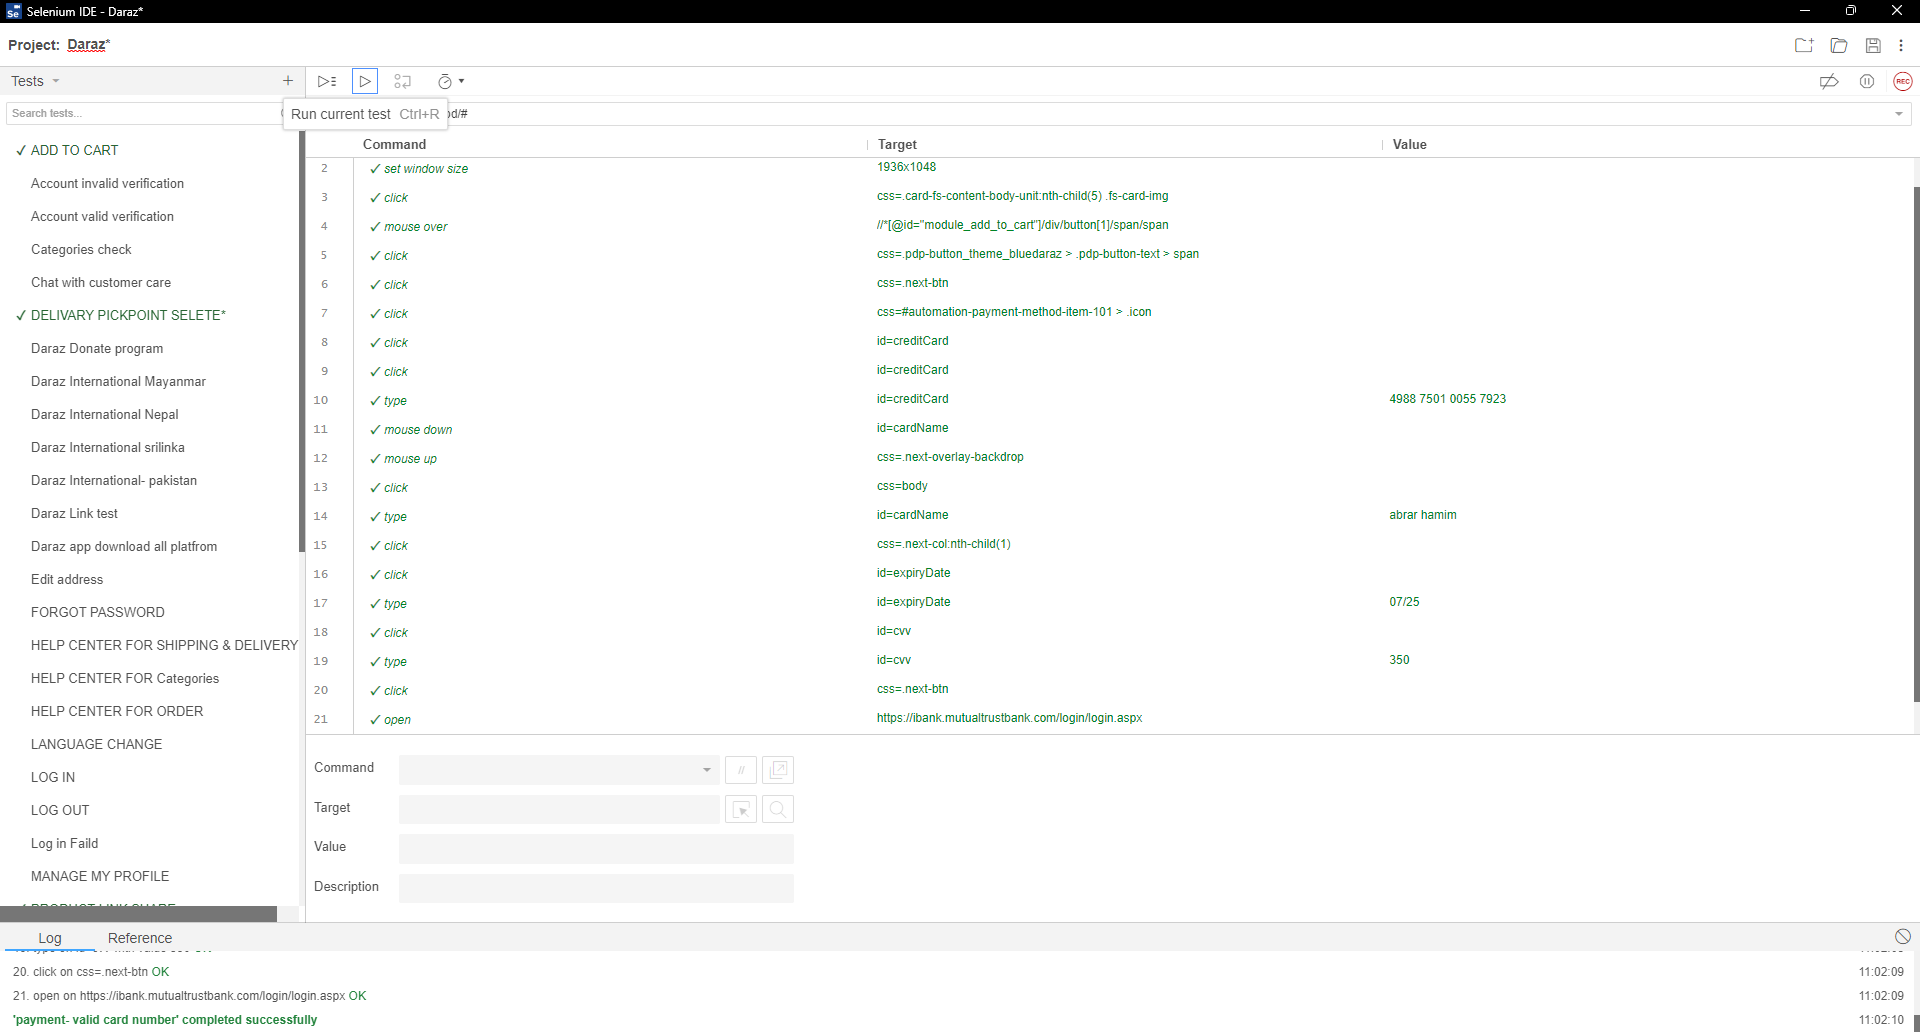 Selenium IDE - Daraz*
Project: Daraz*
Tests
Search tests...
Run current test Ctrl+R
Command Target Value
✓ ADD TO CART
Account invalid verification
Account valid verification
Categories check
Chat with customer care
✓ DELIVARY PICKPOINT SELETE*
Daraz Donate program
Daraz International Mayanmar
Daraz International Nepal
Daraz International srilinka
Daraz International- pakistan
Daraz Link test
Daraz app download all platfrom
Edit address
FORGOT PASSWORD
HELP CENTER FOR SHIPPING & DELIVERY
HELP CENTER FOR Categories
HELP CENTER FOR ORDER
LANGUAGE CHANGE
LOG IN
LOG OUT
Log in Faild
MANAGE MY PROFILE
2 ✓ set window size 1936x1048
3 ✓ click css=.card-fs-content-body-unit:nth-child(5) .fs-card-img
4 ✓ mouse over //*[@id="module_add_to_cart"]/div/button[1]/span/span
5 ✓ click css=.pdp-button_theme_bluedaraz > .pdp-button-text > span
6 ✓ click css=.next-btn
7 ✓ click css=#automation-payment-method-item-101 > .icon
8 ✓ click id=creditCard
9 ✓ click id=creditCard
10 ✓ type id=creditCard 4988 7501 0055 7923
11 ✓ mouse down id=cardName
12 ✓ mouse up css=.next-overlay-backdrop
13 ✓ click css=body
14 ✓ type id=cardName abrar hamim
15 ✓ click css=.next-col:nth-child(1)
16 ✓ click id=expiryDate
17 ✓ type id=expiryDate 07/25
18 ✓ click id=cvv
19 ✓ type id=cvv 350
20 ✓ click css=.next-btn
21 ✓ open https://ibank.mutualtrustbank.com/login/login.aspx
Command //
Target
Value
Description
Log Reference
20. click on css=.next-btn OK 11:02:09
21. open on https://ibank.mutualtrustbank.com/login/login.aspx OK 11:02:09
'payment- valid card number' completed successfully 11:02:10